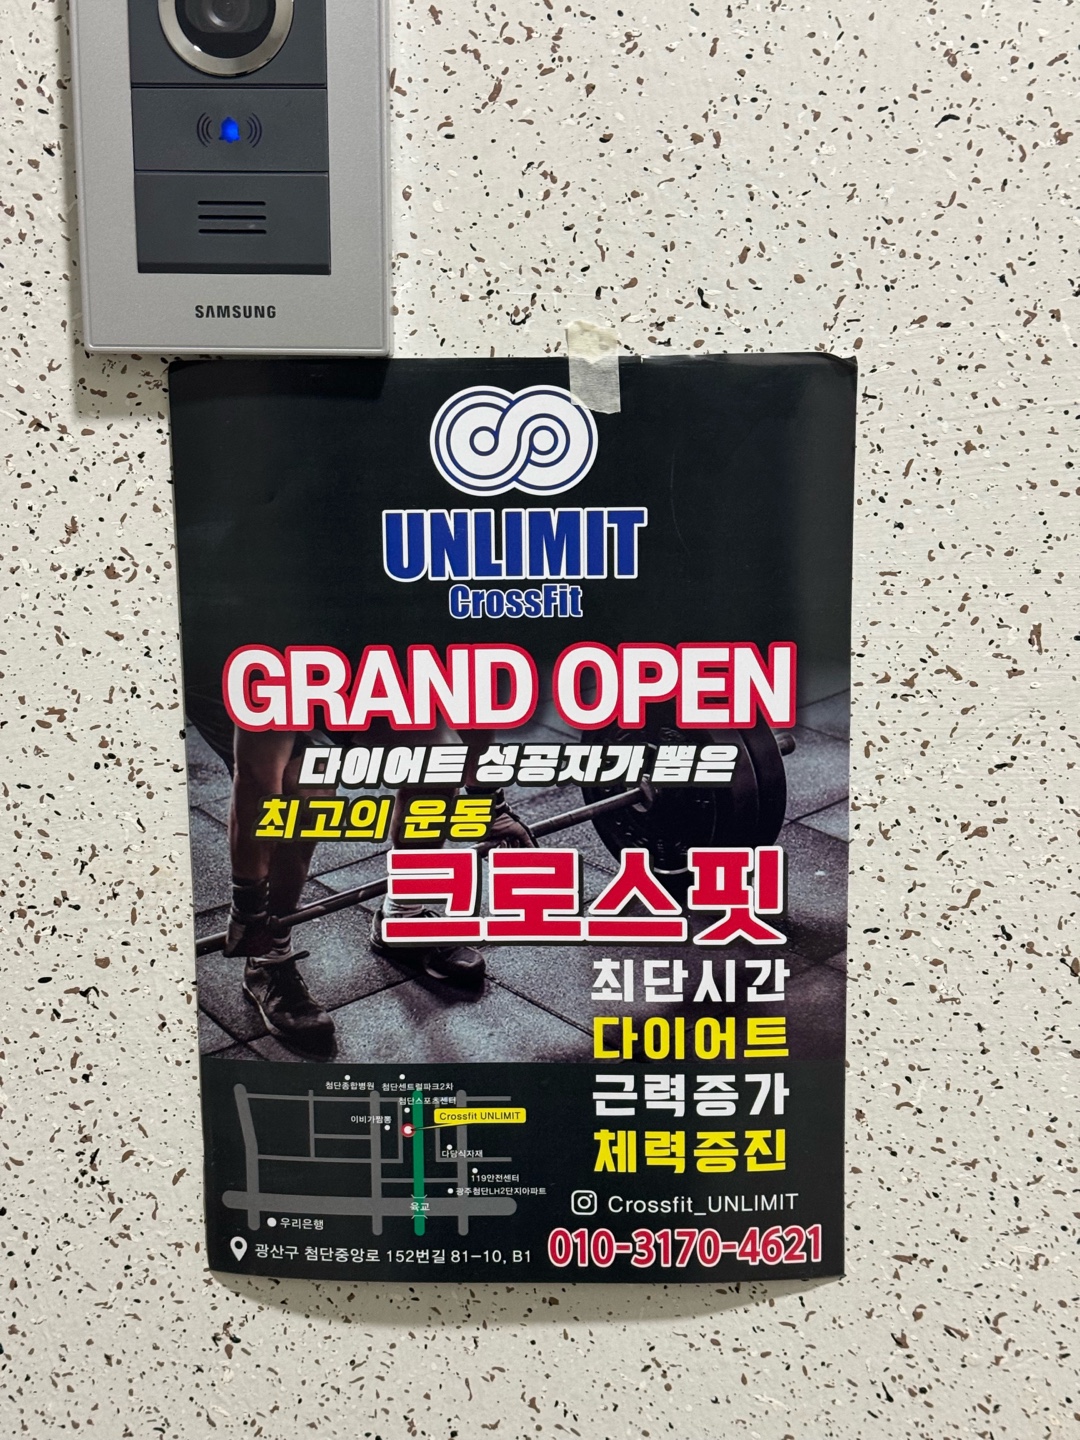 SAMSUNG
UNLIMIT
CrossFit
GRAND OPEN
다이어트 성공자가 뽑은
최고의 운동
크로스핏
최단시간
다이어트
근력증가
체력증진
첨단종합병원
첨단센트럴파크2차
첨단스포츠센터
이비가짬뽕
Crossfit UNLIMIT
다담식자재
119안전센터
광주첨단LH2단지아파트
육교
우리은행
Crossfit_UNLIMIT
광산구 첨단중앙로 152번길 81-10, B1
010-3170-4621